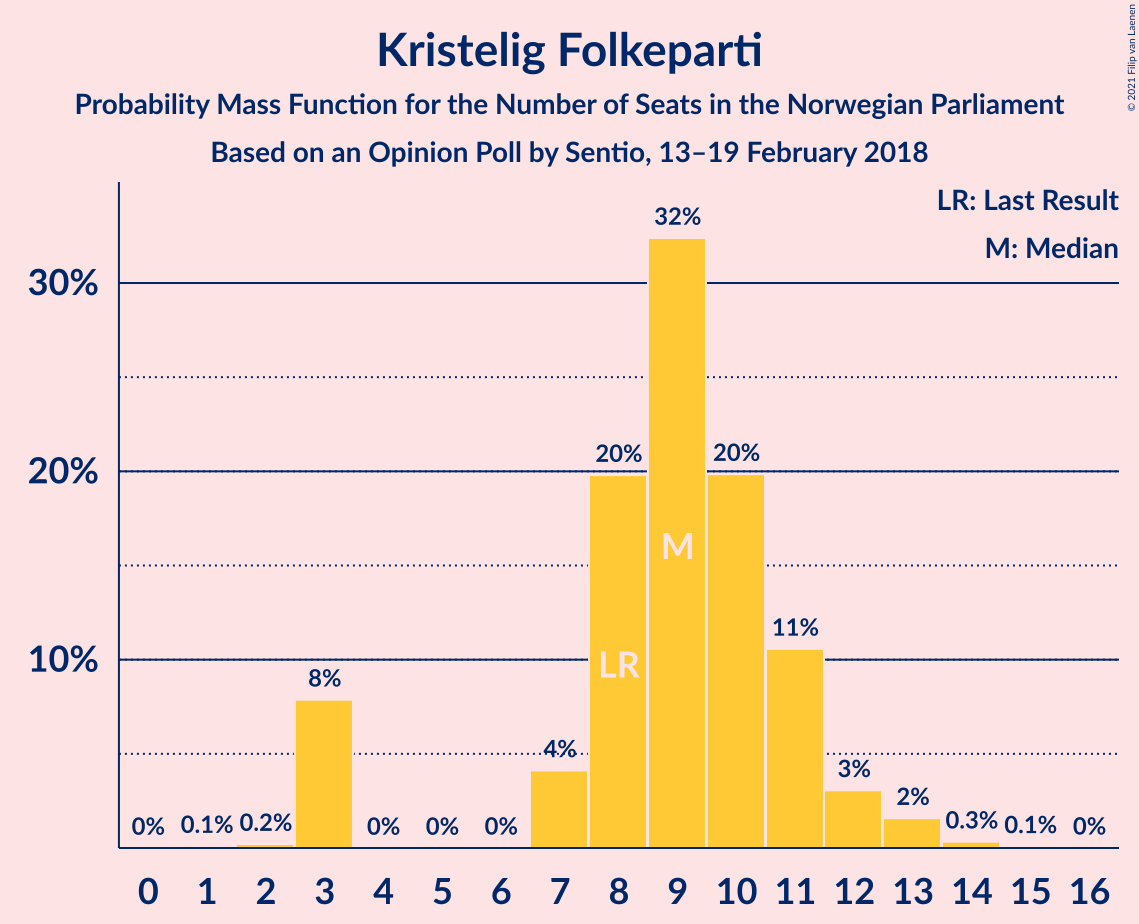 © 2021 Filip van Laenen
Kristelig Folkeparti
Probability Mass Function for the Number of Seats in the Norwegian Parliament
Based on an Opinion Poll by Sentio, 13–19 February 2018
LR: Last Result
M: Median
30%
20%
10%
0% 0.1% 0.2% 8% 0% 0% 0% 4% 20% 32% 20% 11% 3% 2% 0.3% 0.1% 0%
LR
M
0 1 2 3 4 5 6 7 8 9 10 11 12 13 14 15 16